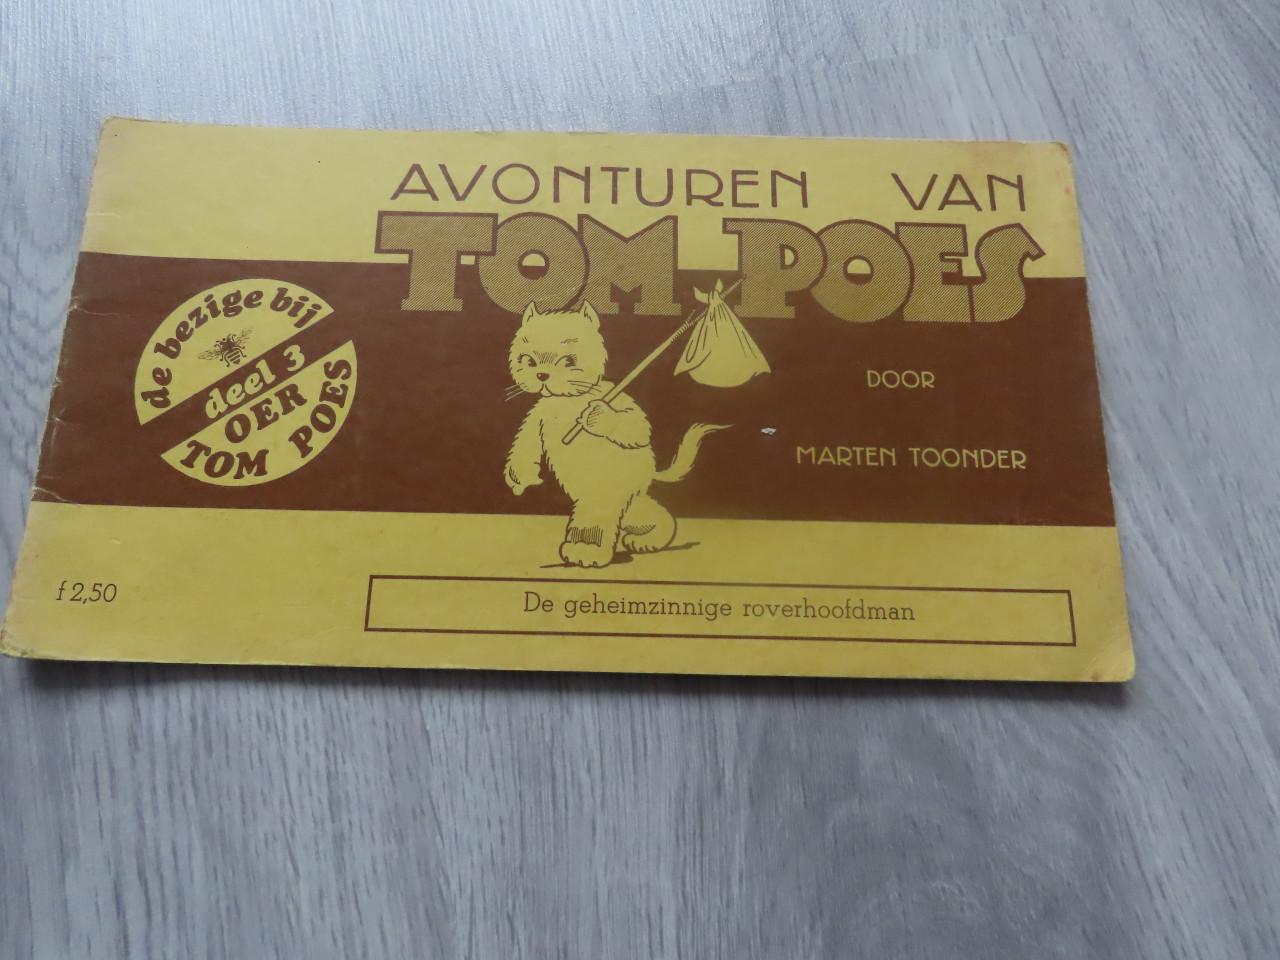 AVONTUREN VAN
TOM POES
de bezige bij
deel 3
OER
TOM POES
DOOR
MARTEN TOONDER
f 2,50
De geheimzinnige roverhoofdman